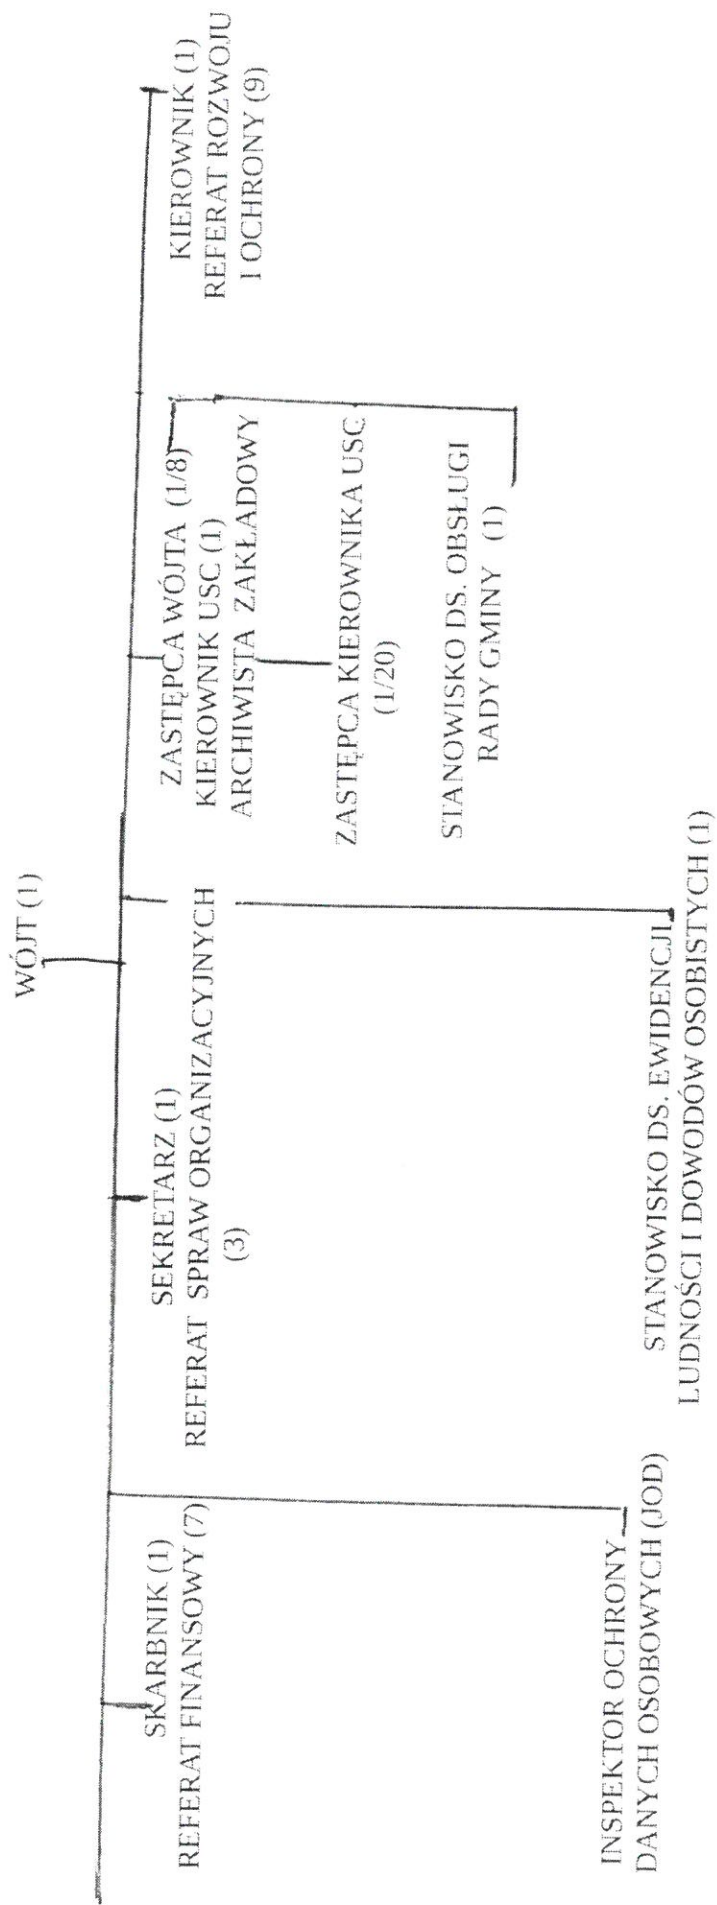 WÓJT (1)
SKARBNIK (1)
REFERAT FINANSOWY (7)
INSPEKTOR OCHRONY
DANYCH OSOBOWYCH (JOD)
SEKRETARZ (1)
REFERAT SPRAW ORGANIZACYJNYCH
(3)
STANOWISKO DS. EWIDENCJI
LUDNOŚCI I DOWODÓW OSOBISTYCH (1)
ZASTĘPCA WÓJTA (1/8)
KIEROWNIK USC (1)
ARCHIWISTA ZAKŁADOWY
ZASTĘPCA KIEROWNIKA USC
(1/20)
STANOWISKO DS. OBSŁUGI
RADY GMINY (1)
KIEROWNIK (1)
REFERAT ROZWOJU
I OCHRONY (9)